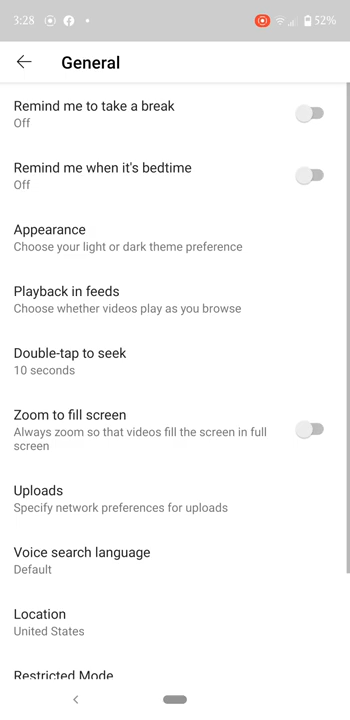 3:28
52%
General
Remind me to take a break
Off
Remind me when it's bedtime
Off
Appearance
Choose your light or dark theme preference
Playback in feeds
Choose whether videos play as you browse
Double-tap to seek
10 seconds
Zoom to fill screen
Always zoom so that videos fill the screen in full
screen
Uploads
Specify network preferences for uploads
Voice search language
Default
Location
United States
Restricted Mode